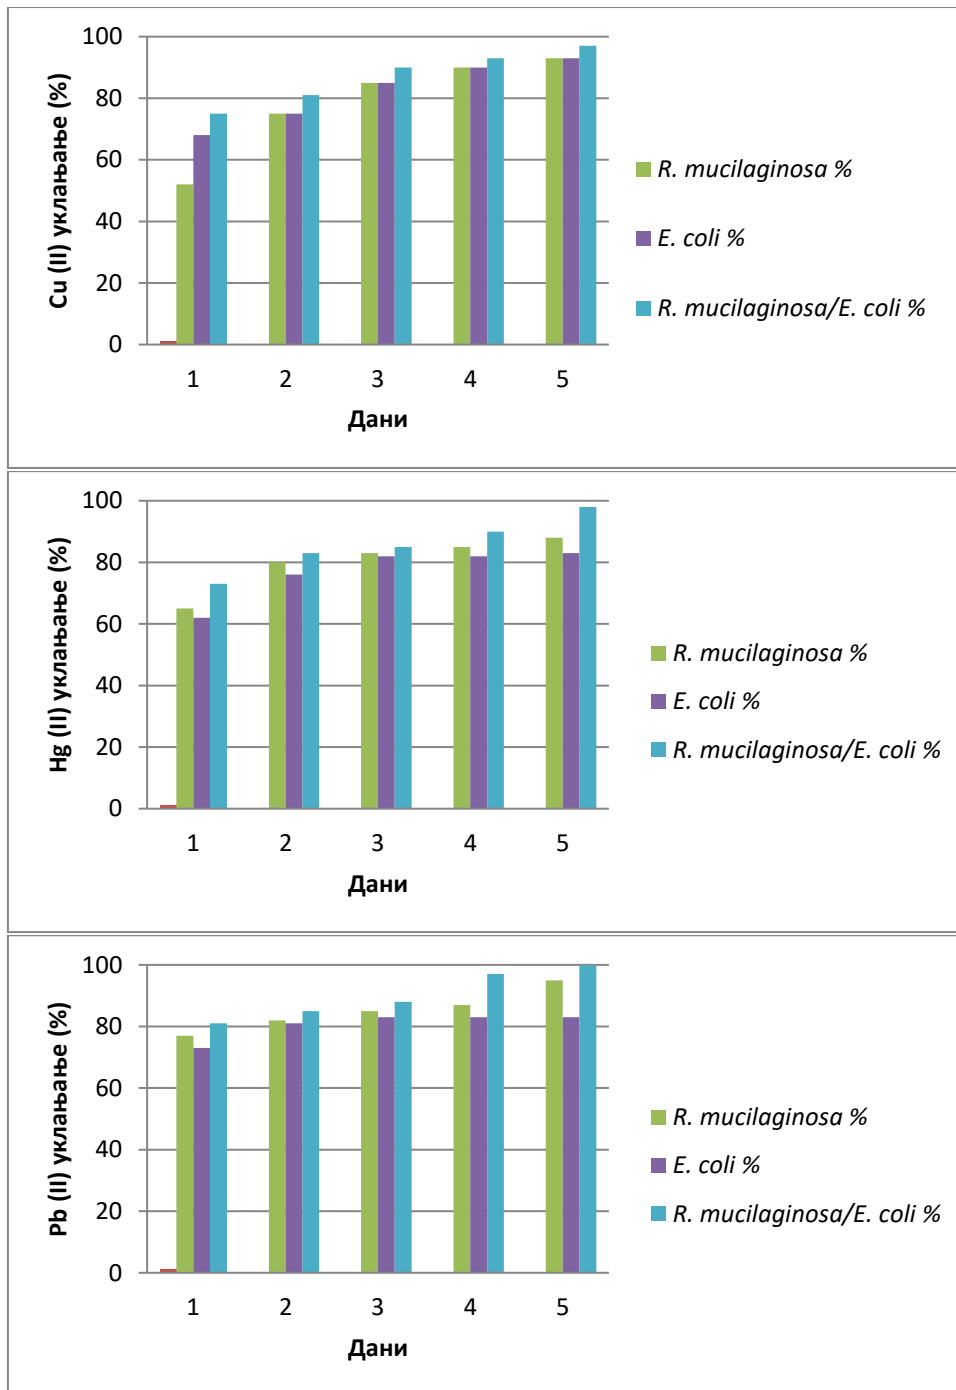 Cu (II) уклањање (%)
100
80
60
40
20
0
1 2 3 4 5
Дани
R. mucilaginosa %
E. coli %
R. mucilaginosa/E. coli %
Hg (II) уклањање (%)
100
80
60
40
20
0
1 2 3 4 5
Дани
R. mucilaginosa %
E. coli %
R. mucilaginosa/E. coli %
Pb (II) уклањање (%)
100
80
60
40
20
0
1 2 3 4 5
Дани
R. mucilaginosa %
E. coli %
R. mucilaginosa/E. coli %